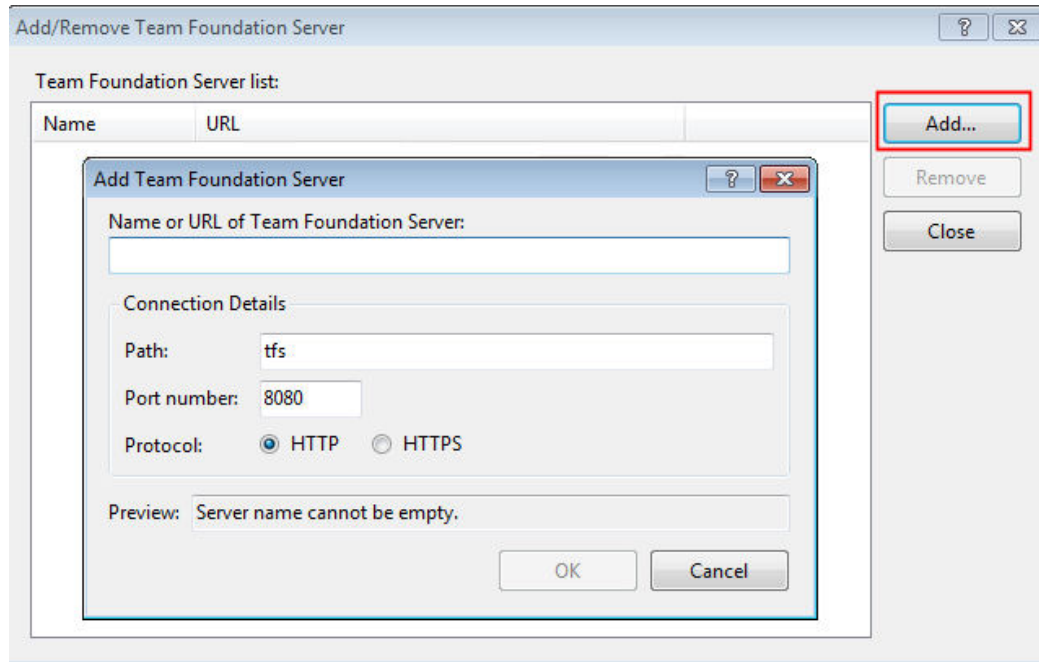 Add/Remove Team Foundation Server
Team Foundation Server list:
Name URL
Add...
Remove
Close
Add Team Foundation Server
Name or URL of Team Foundation Server:
Connection Details
Path: tfs
Port number: 8080
Protocol: HTTP HTTPS
Preview: Server name cannot be empty.
OK Cancel